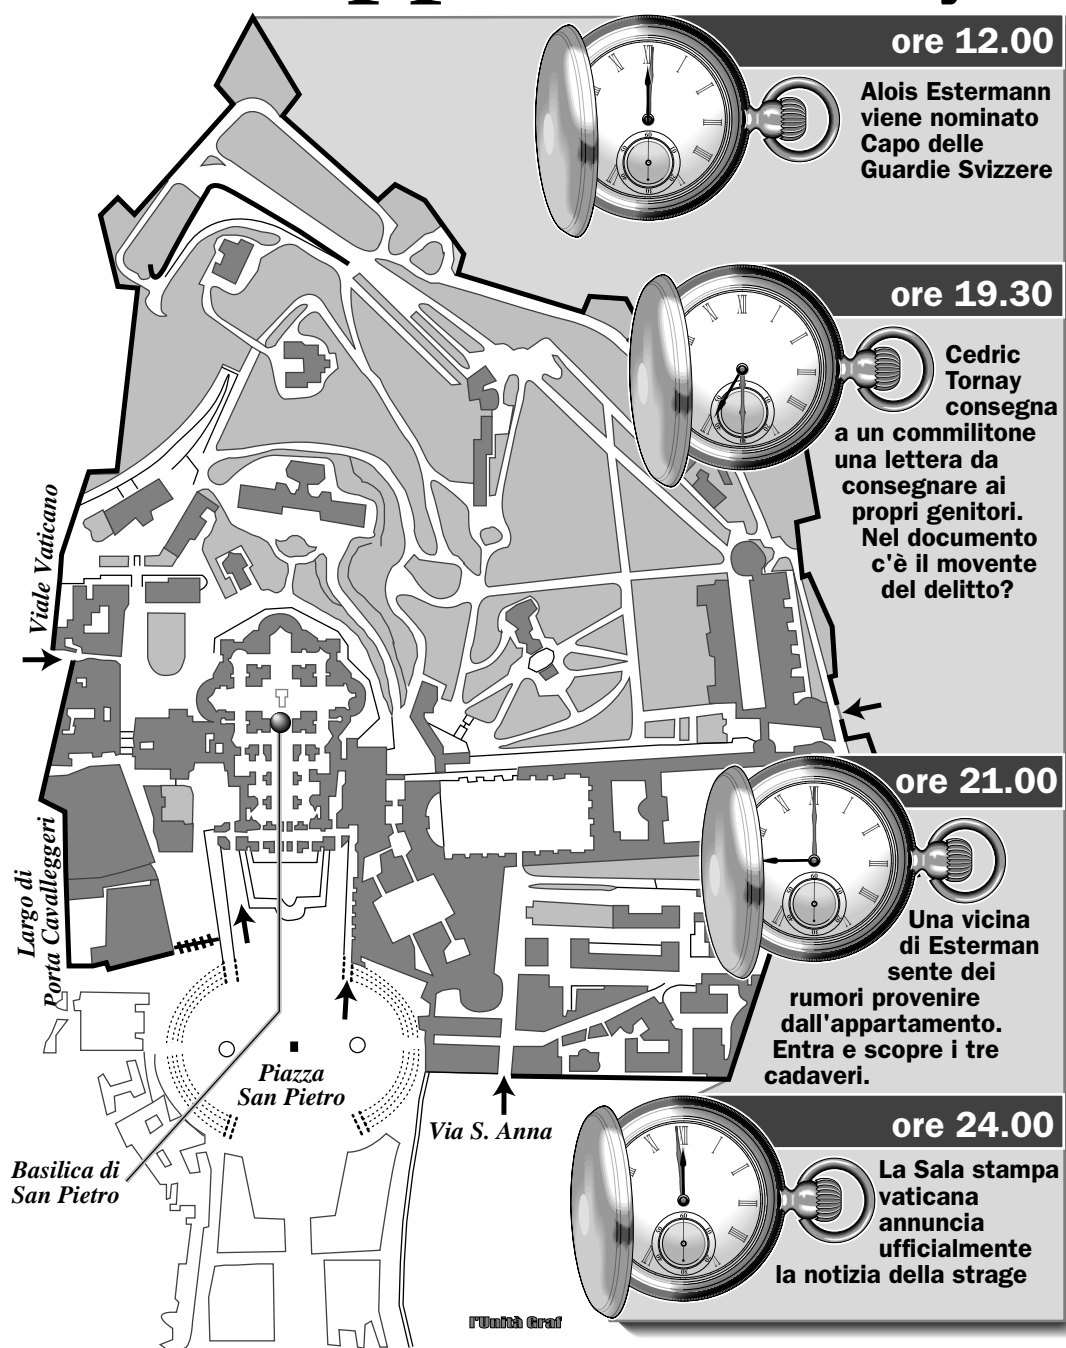 ore 12.00
Alois Estermann
viene nominato
Capo delle
Guardie Svizzere
ore 19.30
Cedric
Tornay
consegna
a un commilitone
una lettera da
consegnare ai
propri genitori.
Nel documento
c'è il movente
del delitto?
ore 21.00
Una vicina
di Esterman
sente dei
rumori provenire
dall'appartamento.
Entra e scopre i tre
cadaveri.
ore 24.00
La Sala stampa
vaticana
annuncia
ufficialmente
la notizia della strage
Viale Vaticano
Largo di
Porta Cavalleggeri
Piazza
San Pietro
Via S. Anna
Basilica di
San Pietro
l'Unità Graf